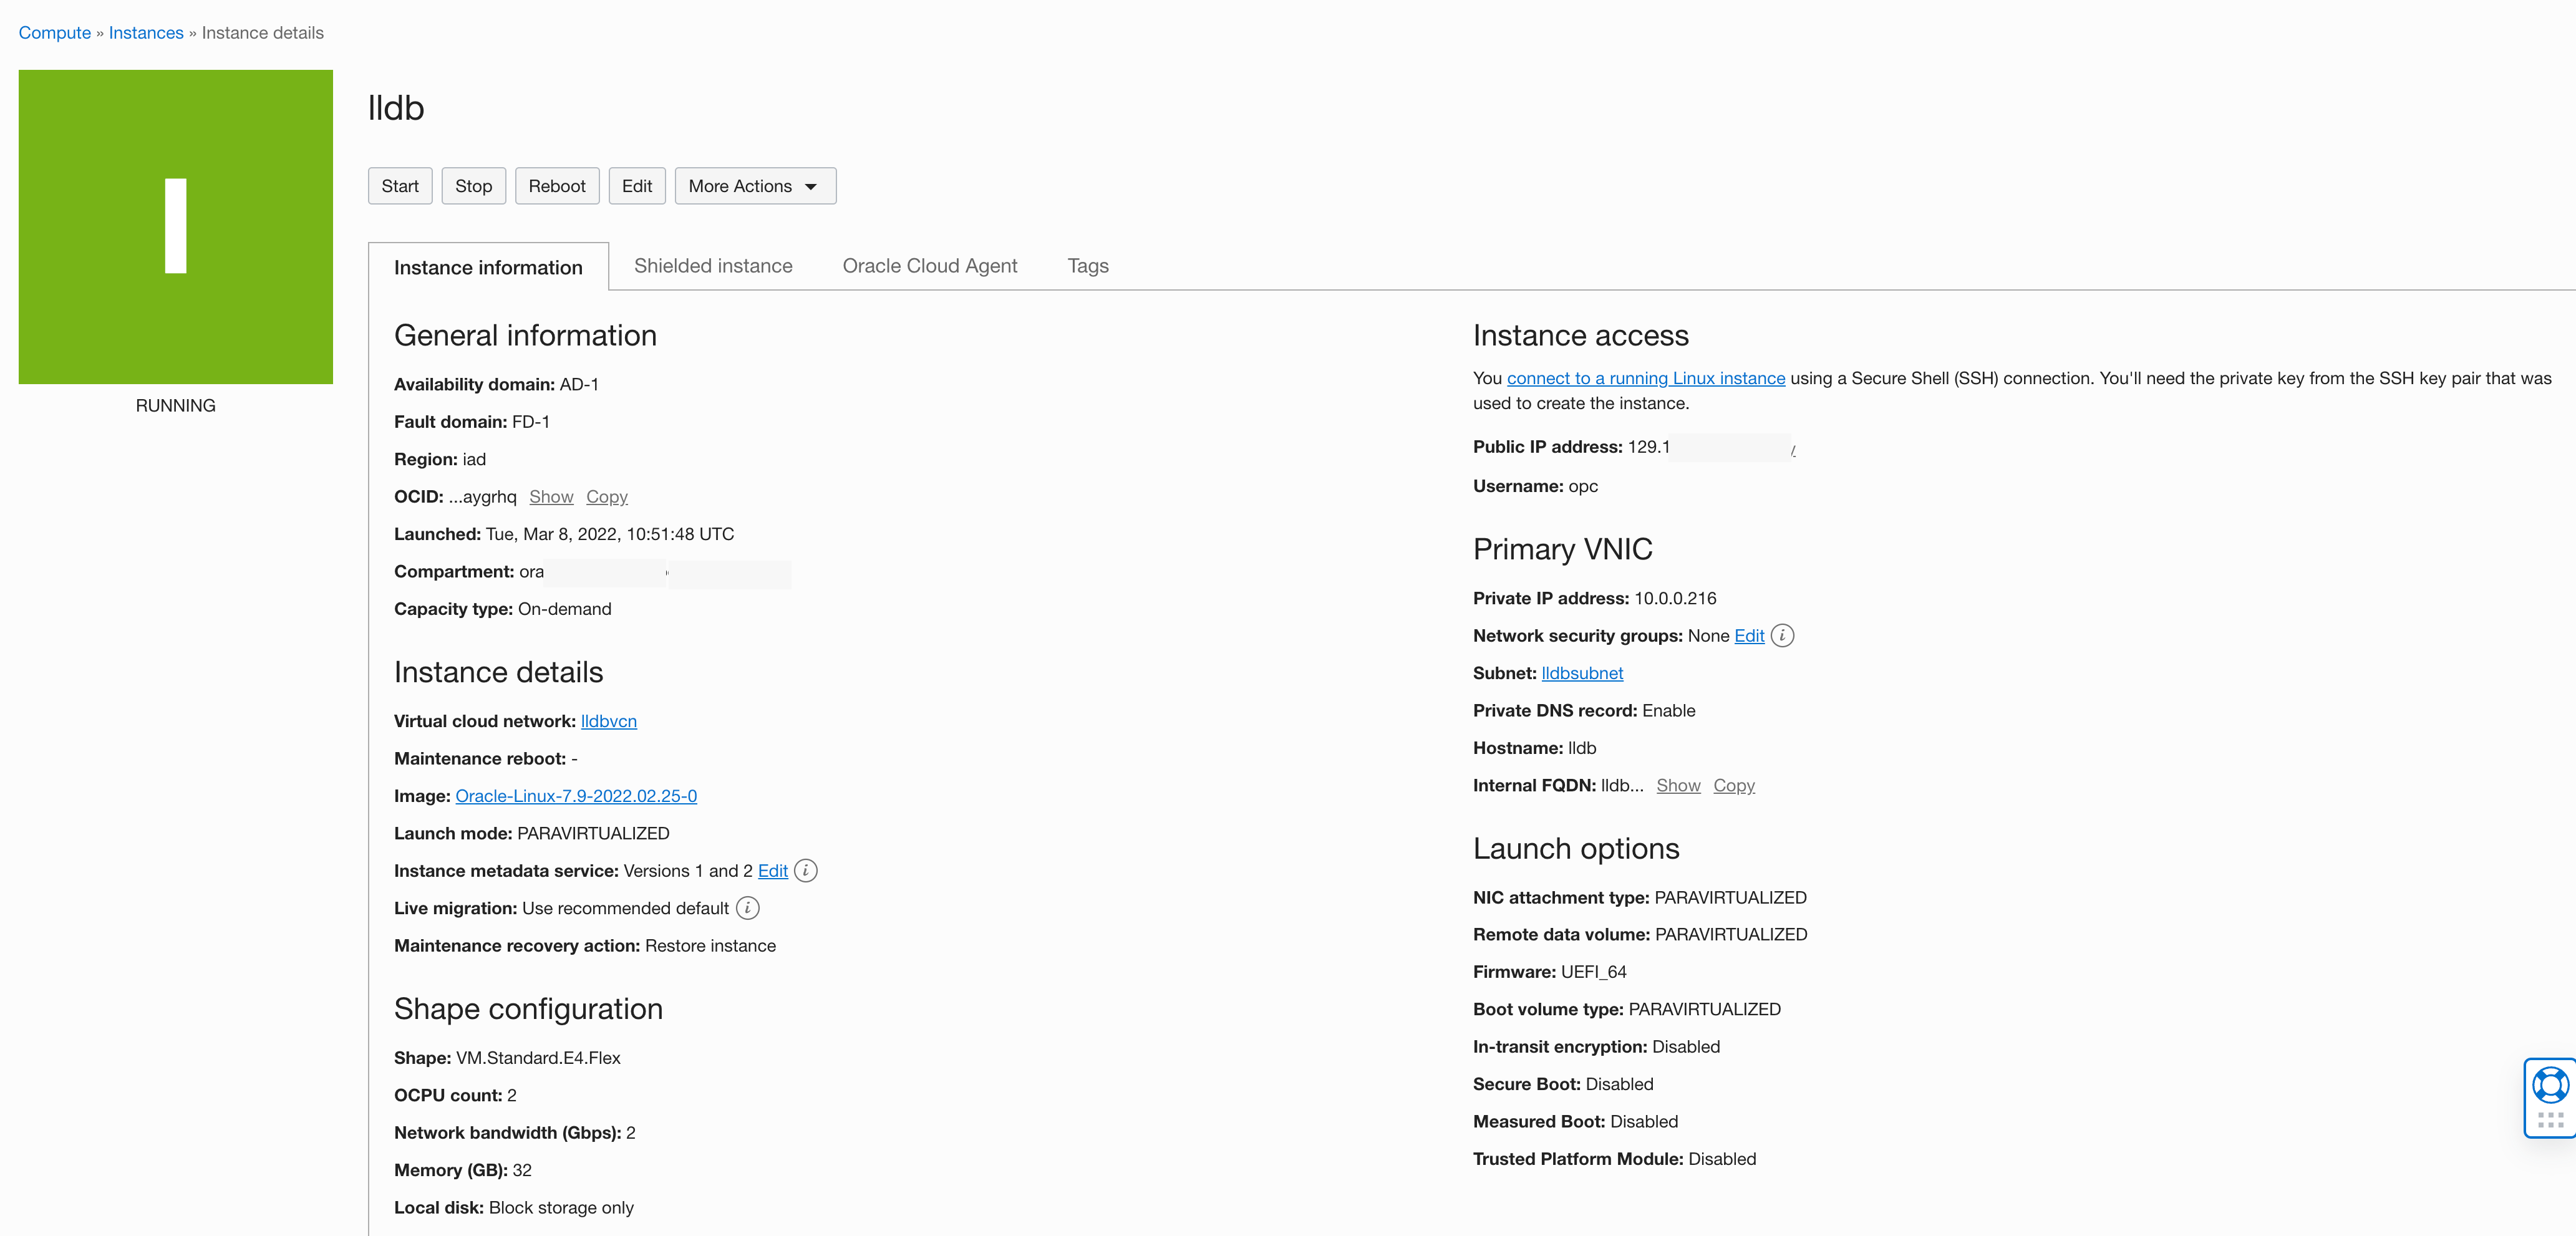 Compute » Instances » Instance details
I
RUNNING
lldb
Start Stop Reboot Edit More Actions
Instance information Shielded instance Oracle Cloud Agent Tags
General information
Availability domain: AD-1
Fault domain: FD-1
Region: iad
OCID: ...aygrhq Show Copy
Launched: Tue, Mar 8, 2022, 10:51:48 UTC
Compartment: ora
Capacity type: On-demand
Instance details
Virtual cloud network: lldbvcn
Maintenance reboot: -
Image: Oracle-Linux-7.9-2022.02.25-0
Launch mode: PARAVIRTUALIZED
Instance metadata service: Versions 1 and 2 Edit i
Live migration: Use recommended default i
Maintenance recovery action: Restore instance
Shape configuration
Shape: VM.Standard.E4.Flex
OCPU count: 2
Network bandwidth (Gbps): 2
Memory (GB): 32
Local disk: Block storage only
Instance access
You connect to a running Linux instance using a Secure Shell (SSH) connection. You'll need the private key from the SSH key pair that was
used to create the instance.
Public IP address: 129.1
Username: opc
Primary VNIC
Private IP address: 10.0.0.216
Network security groups: None Edit i
Subnet: lldbsubnet
Private DNS record: Enable
Hostname: lldb
Internal FQDN: lldb... Show Copy
Launch options
NIC attachment type: PARAVIRTUALIZED
Remote data volume: PARAVIRTUALIZED
Firmware: UEFI_64
Boot volume type: PARAVIRTUALIZED
In-transit encryption: Disabled
Secure Boot: Disabled
Measured Boot: Disabled
Trusted Platform Module: Disabled